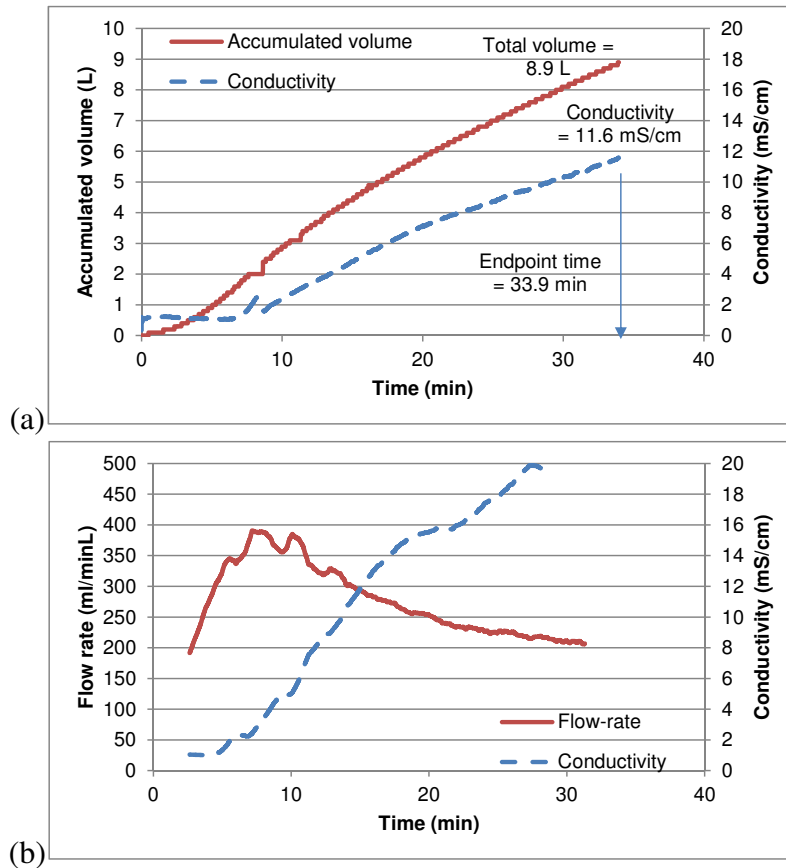 Accumulated volume (L)
10
9
8
7
6
5
4
3
2
1
0
Accumulated volume
Conductivity
Total volume =
8.9 L
Conductivity
= 11.6 mS/cm
Endpoint time
= 33.9 min
20
18
16
14
12
10
8
6
4
2
0
Conductivity (mS/cm)
0 10 20 30 40
Time (min)
(a)
Flow rate (ml/minL)
500
450
400
350
300
250
200
150
100
50
0
Flow-rate
Conductivity
20
18
16
14
12
10
8
6
4
2
0
Conductivity (mS/cm)
0 10 20 30 40
Time (min)
(b)